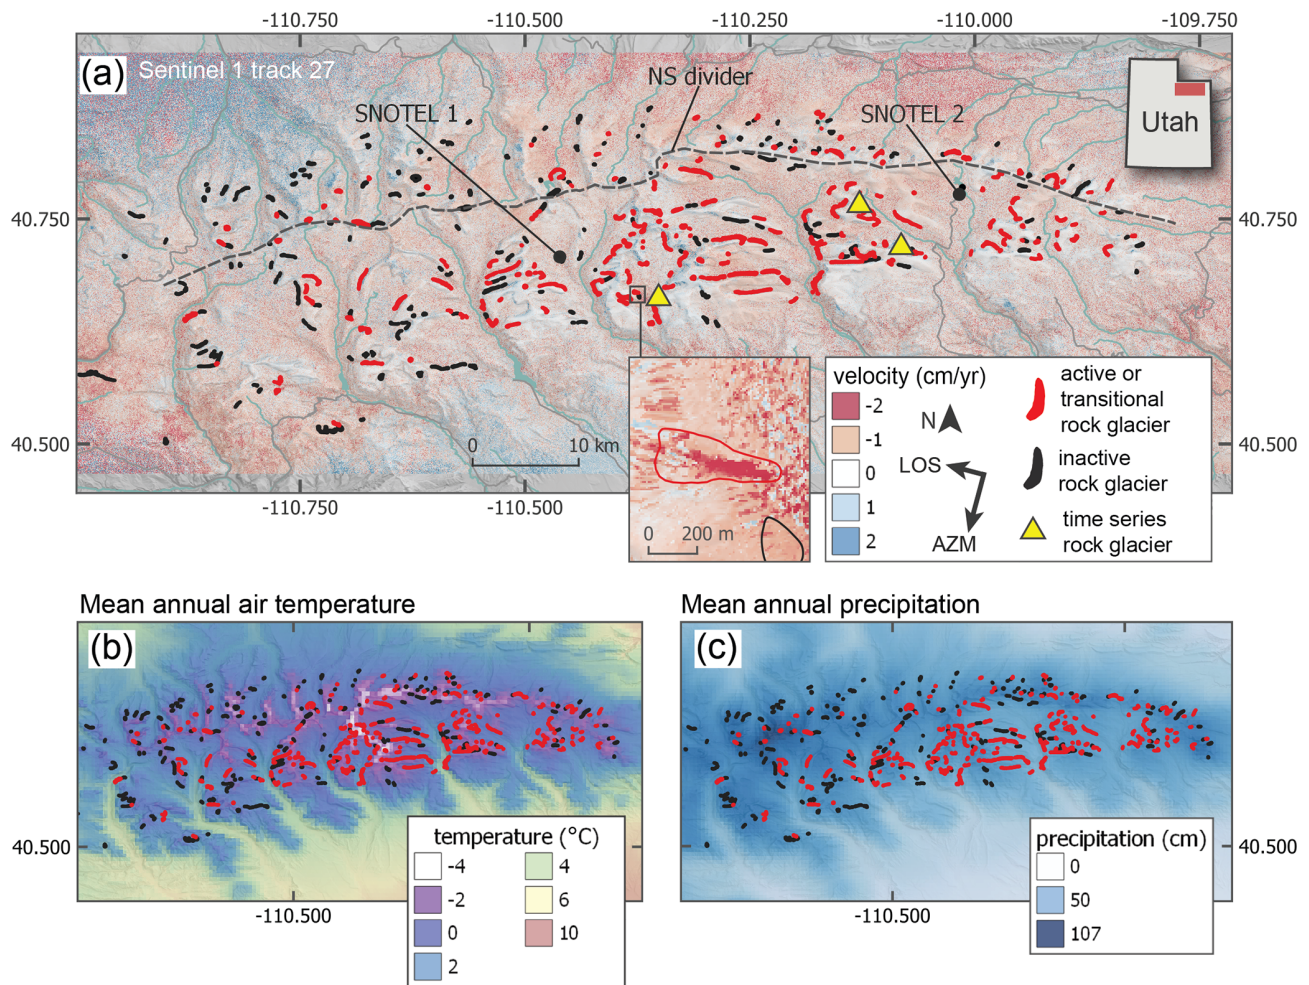 -110.750
-110.500
-110.250
-110.000
-109.750
(a)
Sentinel 1 track 27
NS divider
SNOTEL 1
SNOTEL 2
Utah
40.750
40.750
40.500
40.500
0
10 km
-110.750
-110.500
0
200 m
velocity (cm/yr)
-2
-1
0
1
2
N
LOS
AZM
active or
transitional
rock glacier
inactive
rock glacier
time series
rock glacier
Mean annual air temperature
(b)
40.500
-110.500
temperature (°C)
-4
-2
0
2
4
6
10
Mean annual precipitation
(c)
40.500
-110.500
precipitation (cm)
0
50
107